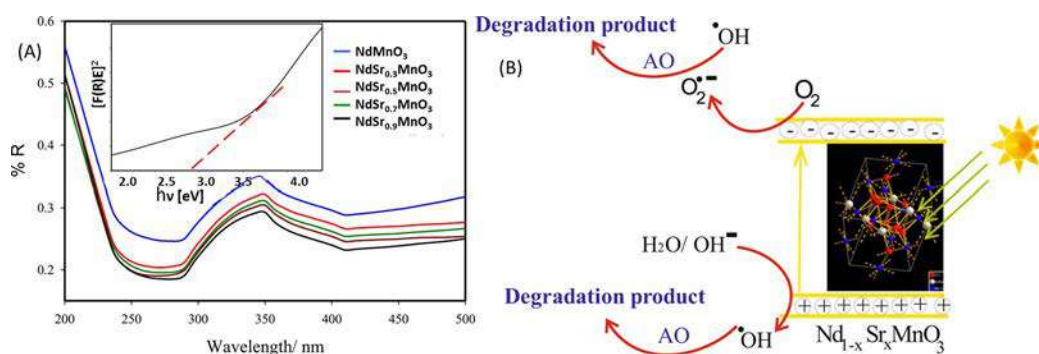 (A)
% R
0.6
0.5
0.4
0.3
0.2
200 250 300 350 400 450 500
Wavelength/ nm
[F(R)E]²
2.0 2.5 3.0 3.5 4.0
hν [eV]
NdMnO₃
NdSr₀.₃MnO₃
NdSr₀.₅MnO₃
NdSr₀.₇MnO₃
NdSr₀.₉MnO₃
(B)
Degradation product
•OH
AO
O₂•−
O₂
H₂O/ OH−
Degradation product
AO
•OH
Nd₁₋ₓSrₓMnO₃